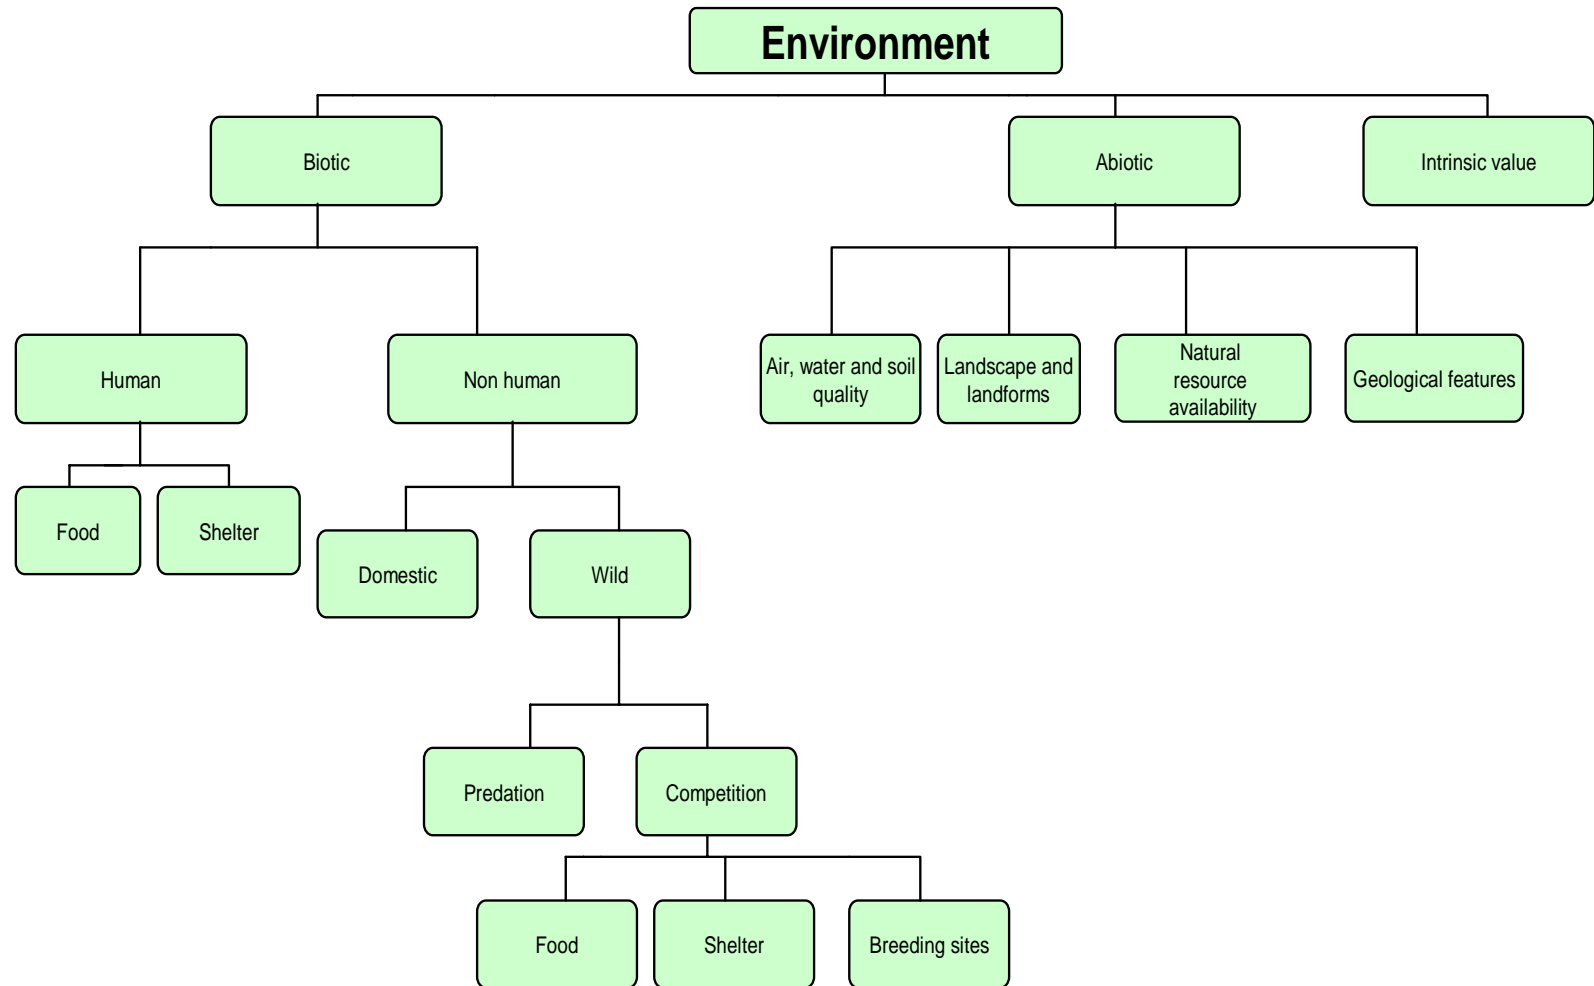 Environment
Biotic
Abiotic
Intrinsic value
Human
Non human
Air, water and soil
quality
Landscape and
landforms
Natural
resource
availability
Geological features
Food
Shelter
Domestic
Wild
Predation
Competition
Food
Shelter
Breeding sites